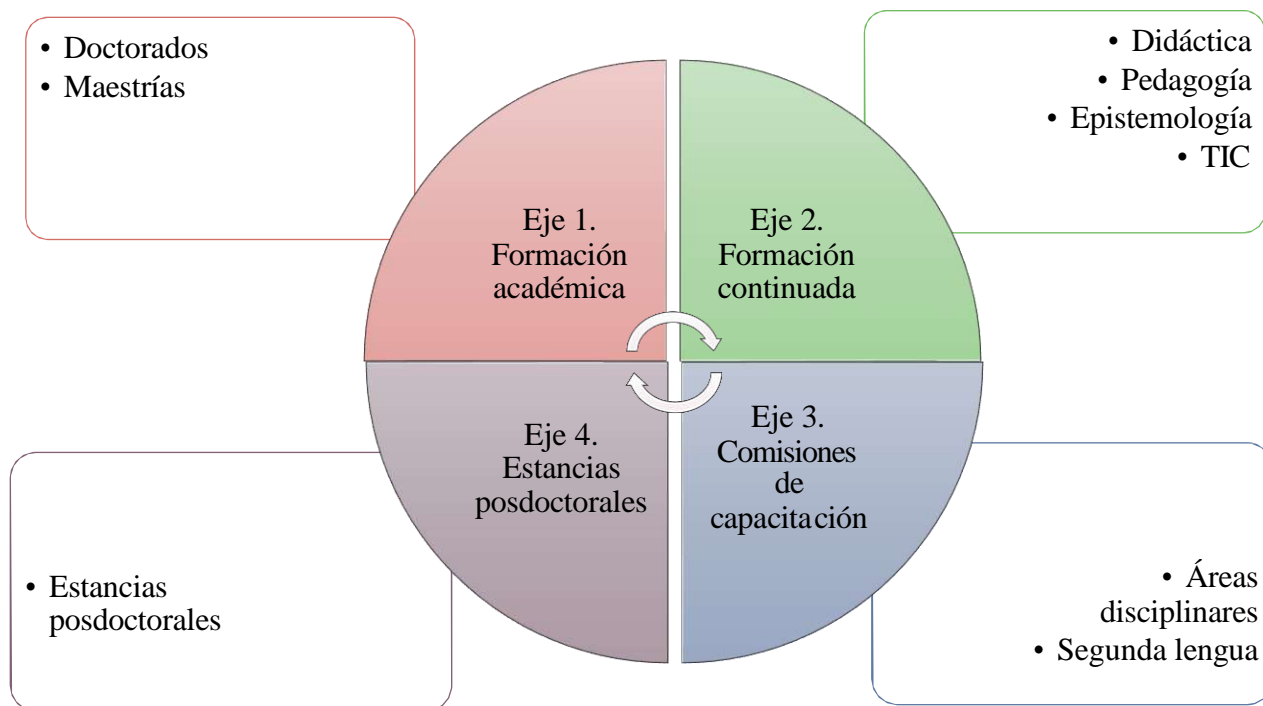 • Doctorados
• Maestrías
• Didáctica
• Pedagogía
• Epistemología
• TIC
Eje 1.
Formación
académica
Eje 2.
Formación
continuada
Eje 4.
Estancias
posdoctorales
Eje 3.
Comisiones
de
capacitación
• Estancias
posdoctorales
• Áreas
disciplinares
• Segunda lengua